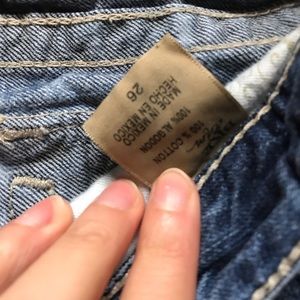 100% COTTON
100% ALGODON
MADE IN MEXICO
HECHO EN MEXICO
26